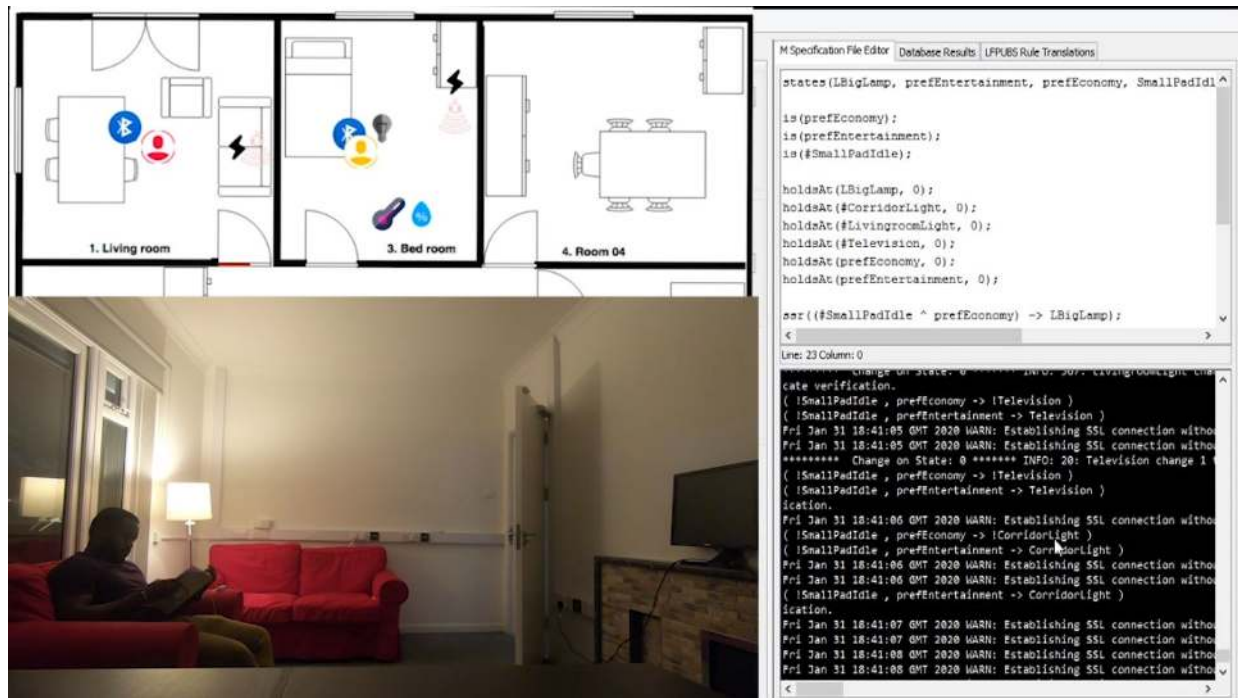 1. Living room
3. Bed room
4. Room 04
%
M Specification File Editor
Database Results
LFPUBS Rule Translations
states(LBigLamp, prefEntertainment, prefEconomy, SmallPadIdl
is(prefEconomy);
is(prefEntertainment);
is(#SmallPadIdle);
holdsAt(LBigLamp, 0);
holdsAt(#CorridorLight, 0);
holdsAt(#LivingroomLight, 0);
holdsAt(#Television, 0);
holdsAt(prefEconomy, 0);
holdsAt(prefEntertainment, 0);
ssr((#SmallPadIdle ^ prefEconomy) -> LBigLamp);
Line: 23 Column: 0
********* Change on State: 0 ******* INFO: 307: LivingroomLight cha
cate verification.
( !SmallPadIdle , prefEconomy -> !Television )
( !SmallPadIdle , prefEntertainment -> Television )
Fri Jan 31 18:41:05 GMT 2020 WARN: Establishing SSL connection withou
Fri Jan 31 18:41:05 GMT 2020 WARN: Establishing SSL connection withou
********* Change on State: 0 ******* INFO: 20: Television change 1
( !SmallPadIdle , prefEconomy -> !Television )
( !SmallPadIdle , prefEntertainment -> Television )
ication.
Fri Jan 31 18:41:06 GMT 2020 WARN: Establishing SSL connection withou
( !SmallPadIdle , prefEconomy -> !CorridorLight )
( !SmallPadIdle , prefEntertainment -> CorridorLight )
Fri Jan 31 18:41:06 GMT 2020 WARN: Establishing SSL connection withou
Fri Jan 31 18:41:06 GMT 2020 WARN: Establishing SSL connection withou
( !SmallPadIdle , prefEntertainment -> CorridorLight )
ication.
Fri Jan 31 18:41:07 GMT 2020 WARN: Establishing SSL connection withou
Fri Jan 31 18:41:07 GMT 2020 WARN: Establishing SSL connection withou
Fri Jan 31 18:41:08 GMT 2020 WARN: Establishing SSL connection withou
Fri Jan 31 18:41:08 GMT 2020 WARN: Establishing SSL connection withou